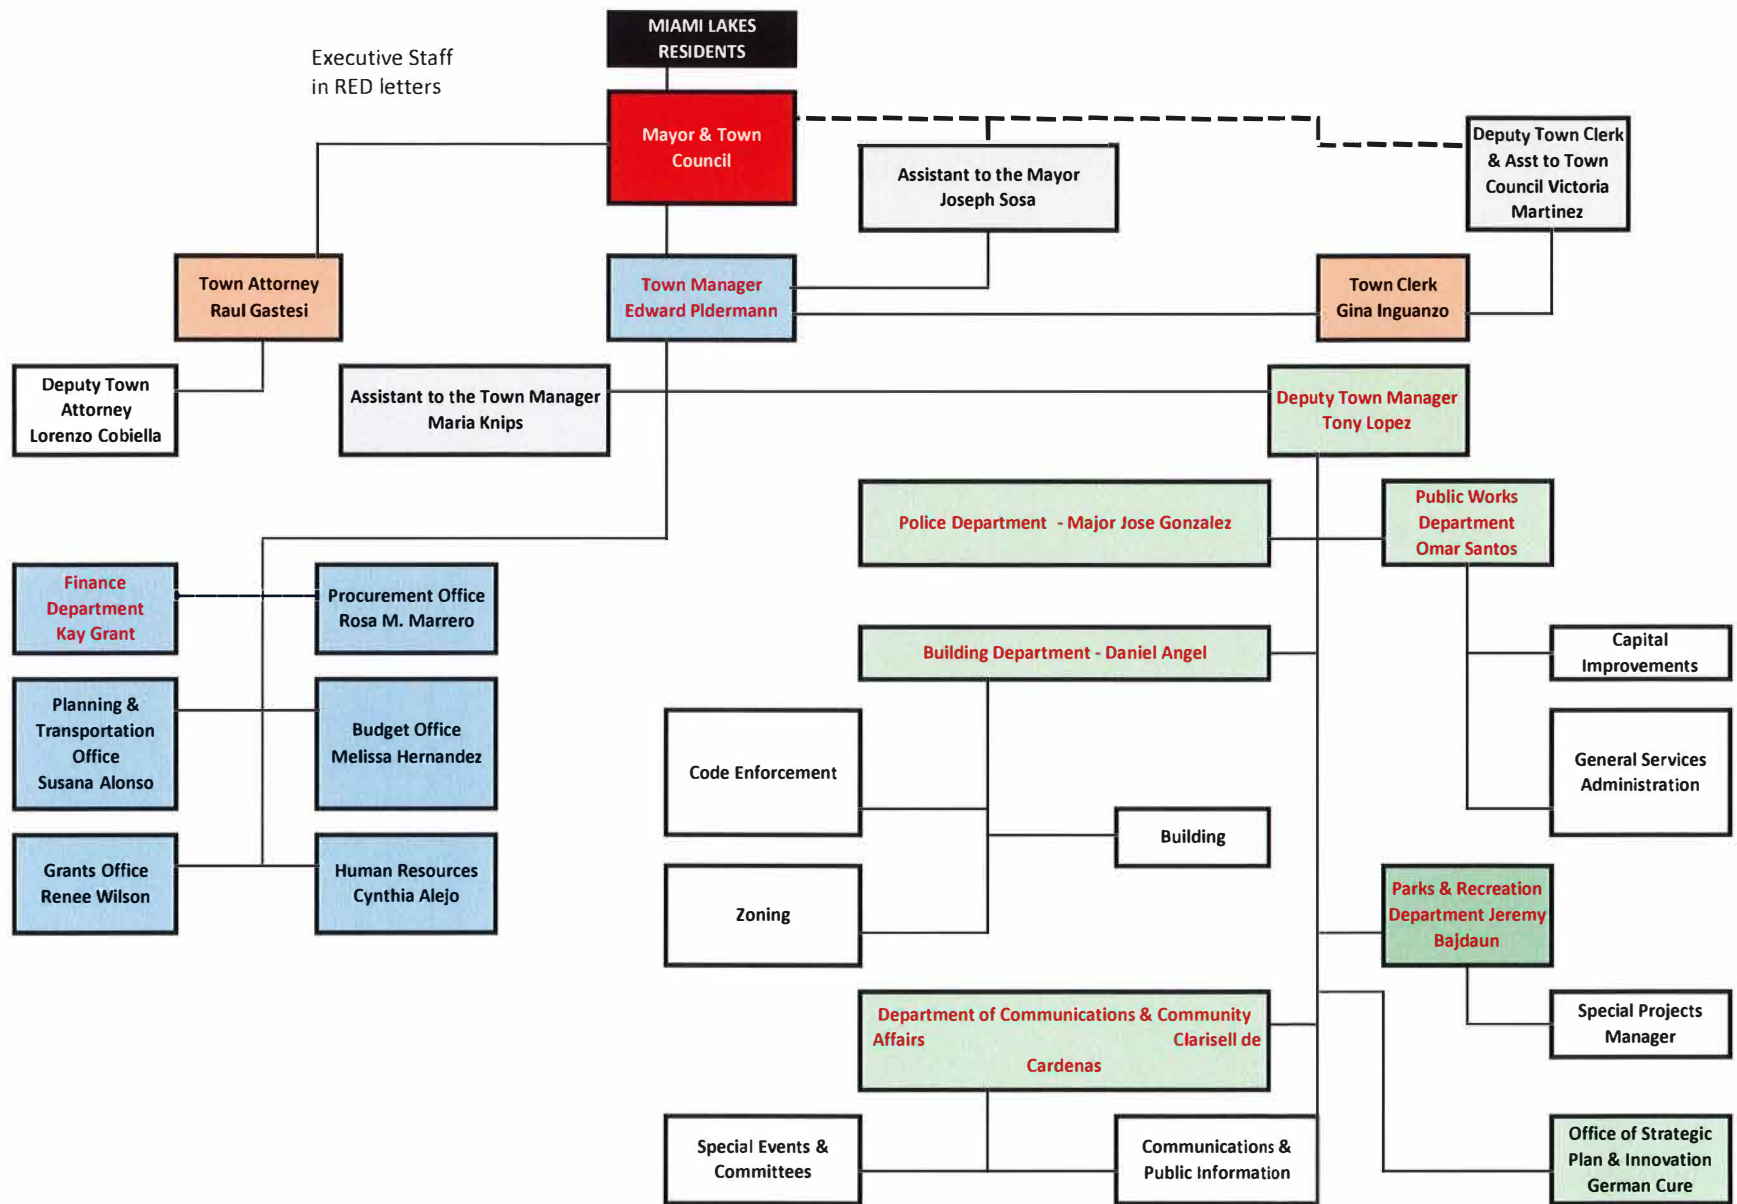 MIAMI LAKES
RESIDENTS
Executive Staff
in RED letters
Mayor & Town
Council
Assistant to the Mayor
Joseph Sosa
Deputy Town Clerk
& Asst to Town
Council Victoria
Martinez
Town Attorney
Raul Gastesi
Town Manager
Edward Pldermann
Town Clerk
Gina Inguanzo
Deputy Town
Attorney
Lorenzo Cobiella
Assistant to the Town Manager
Maria Knips
Deputy Town Manager
Tony Lopez
Police Department - Major Jose Gonzalez
Public Works
Department
Omar Santos
Finance
Department
Kay Grant
Procurement Office
Rosa M. Marrero
Building Department - Daniel Angel
Capital
Improvements
Planning &
Transportation
Office
Susana Alonso
Budget Office
Melissa Hernandez
Code Enforcement
General Services
Administration
Building
Grants Office
Renee Wilson
Human Resources
Cynthia Alejo
Zoning
Parks & Recreation
Department Jeremy
Bajdaun
Department of Communications & Community
Affairs Clarisell de
Cardenas
Special Projects
Manager
Special Events &
Committees
Communications &
Public Information
Office of Strategic
Plan & Innovation
German Cure